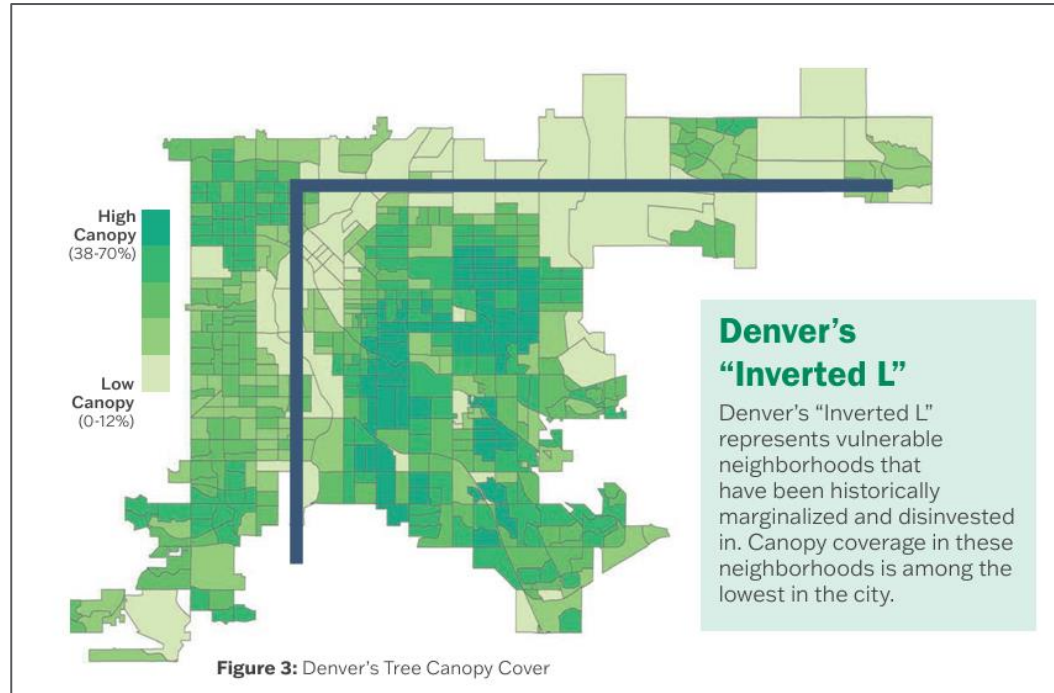 High
Canopy
(38-70%)
Low
Canopy
(0-12%)
Denver’s
“Inverted L”
Denver’s “Inverted L”
represents vulnerable
neighborhoods that
have been historically
marginalized and disinvested
in. Canopy coverage in these
neighborhoods is among the
lowest in the city.
Figure 3: Denver’s Tree Canopy Cover